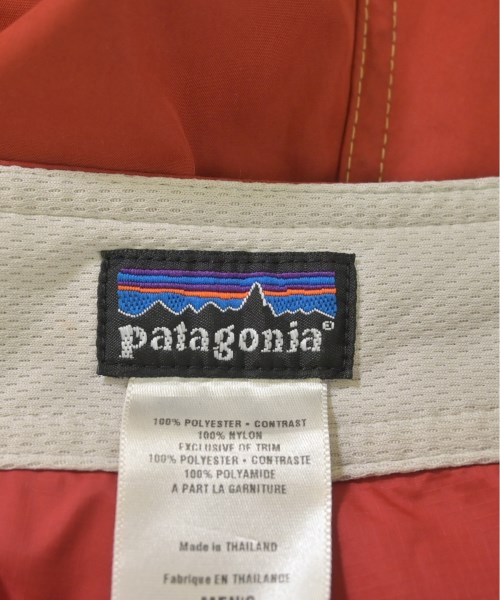 patagonia®
100% POLYESTER • CONTRAST
100% NYLON
EXCLUSIVE OF TRIM
100% POLYESTER • CONTRASTE
100% POLYAMIDE
A PART LA GARNITURE
Made in THAILAND
Fabriqué EN THAILANDE
MEN'S